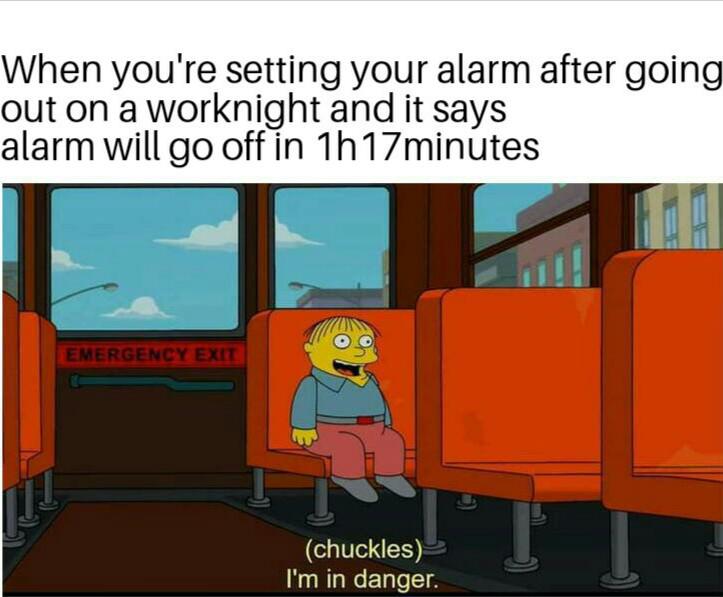 When you're setting your alarm after going
out on a worknight and it says
alarm will go off in 1h17minutes
EMERGENCY EXIT
(chuckles)
I'm in danger.